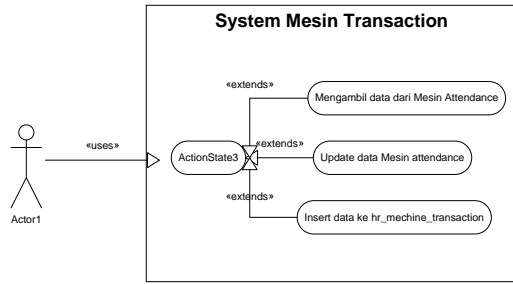 System Mesin Transaction
«extends»
Mengambil data dari Mesin Attendance
«uses»
ActionState3
«extends»
Update data Mesin attendance
«extends»
Insert data ke hr_mechine_transaction
Actor1